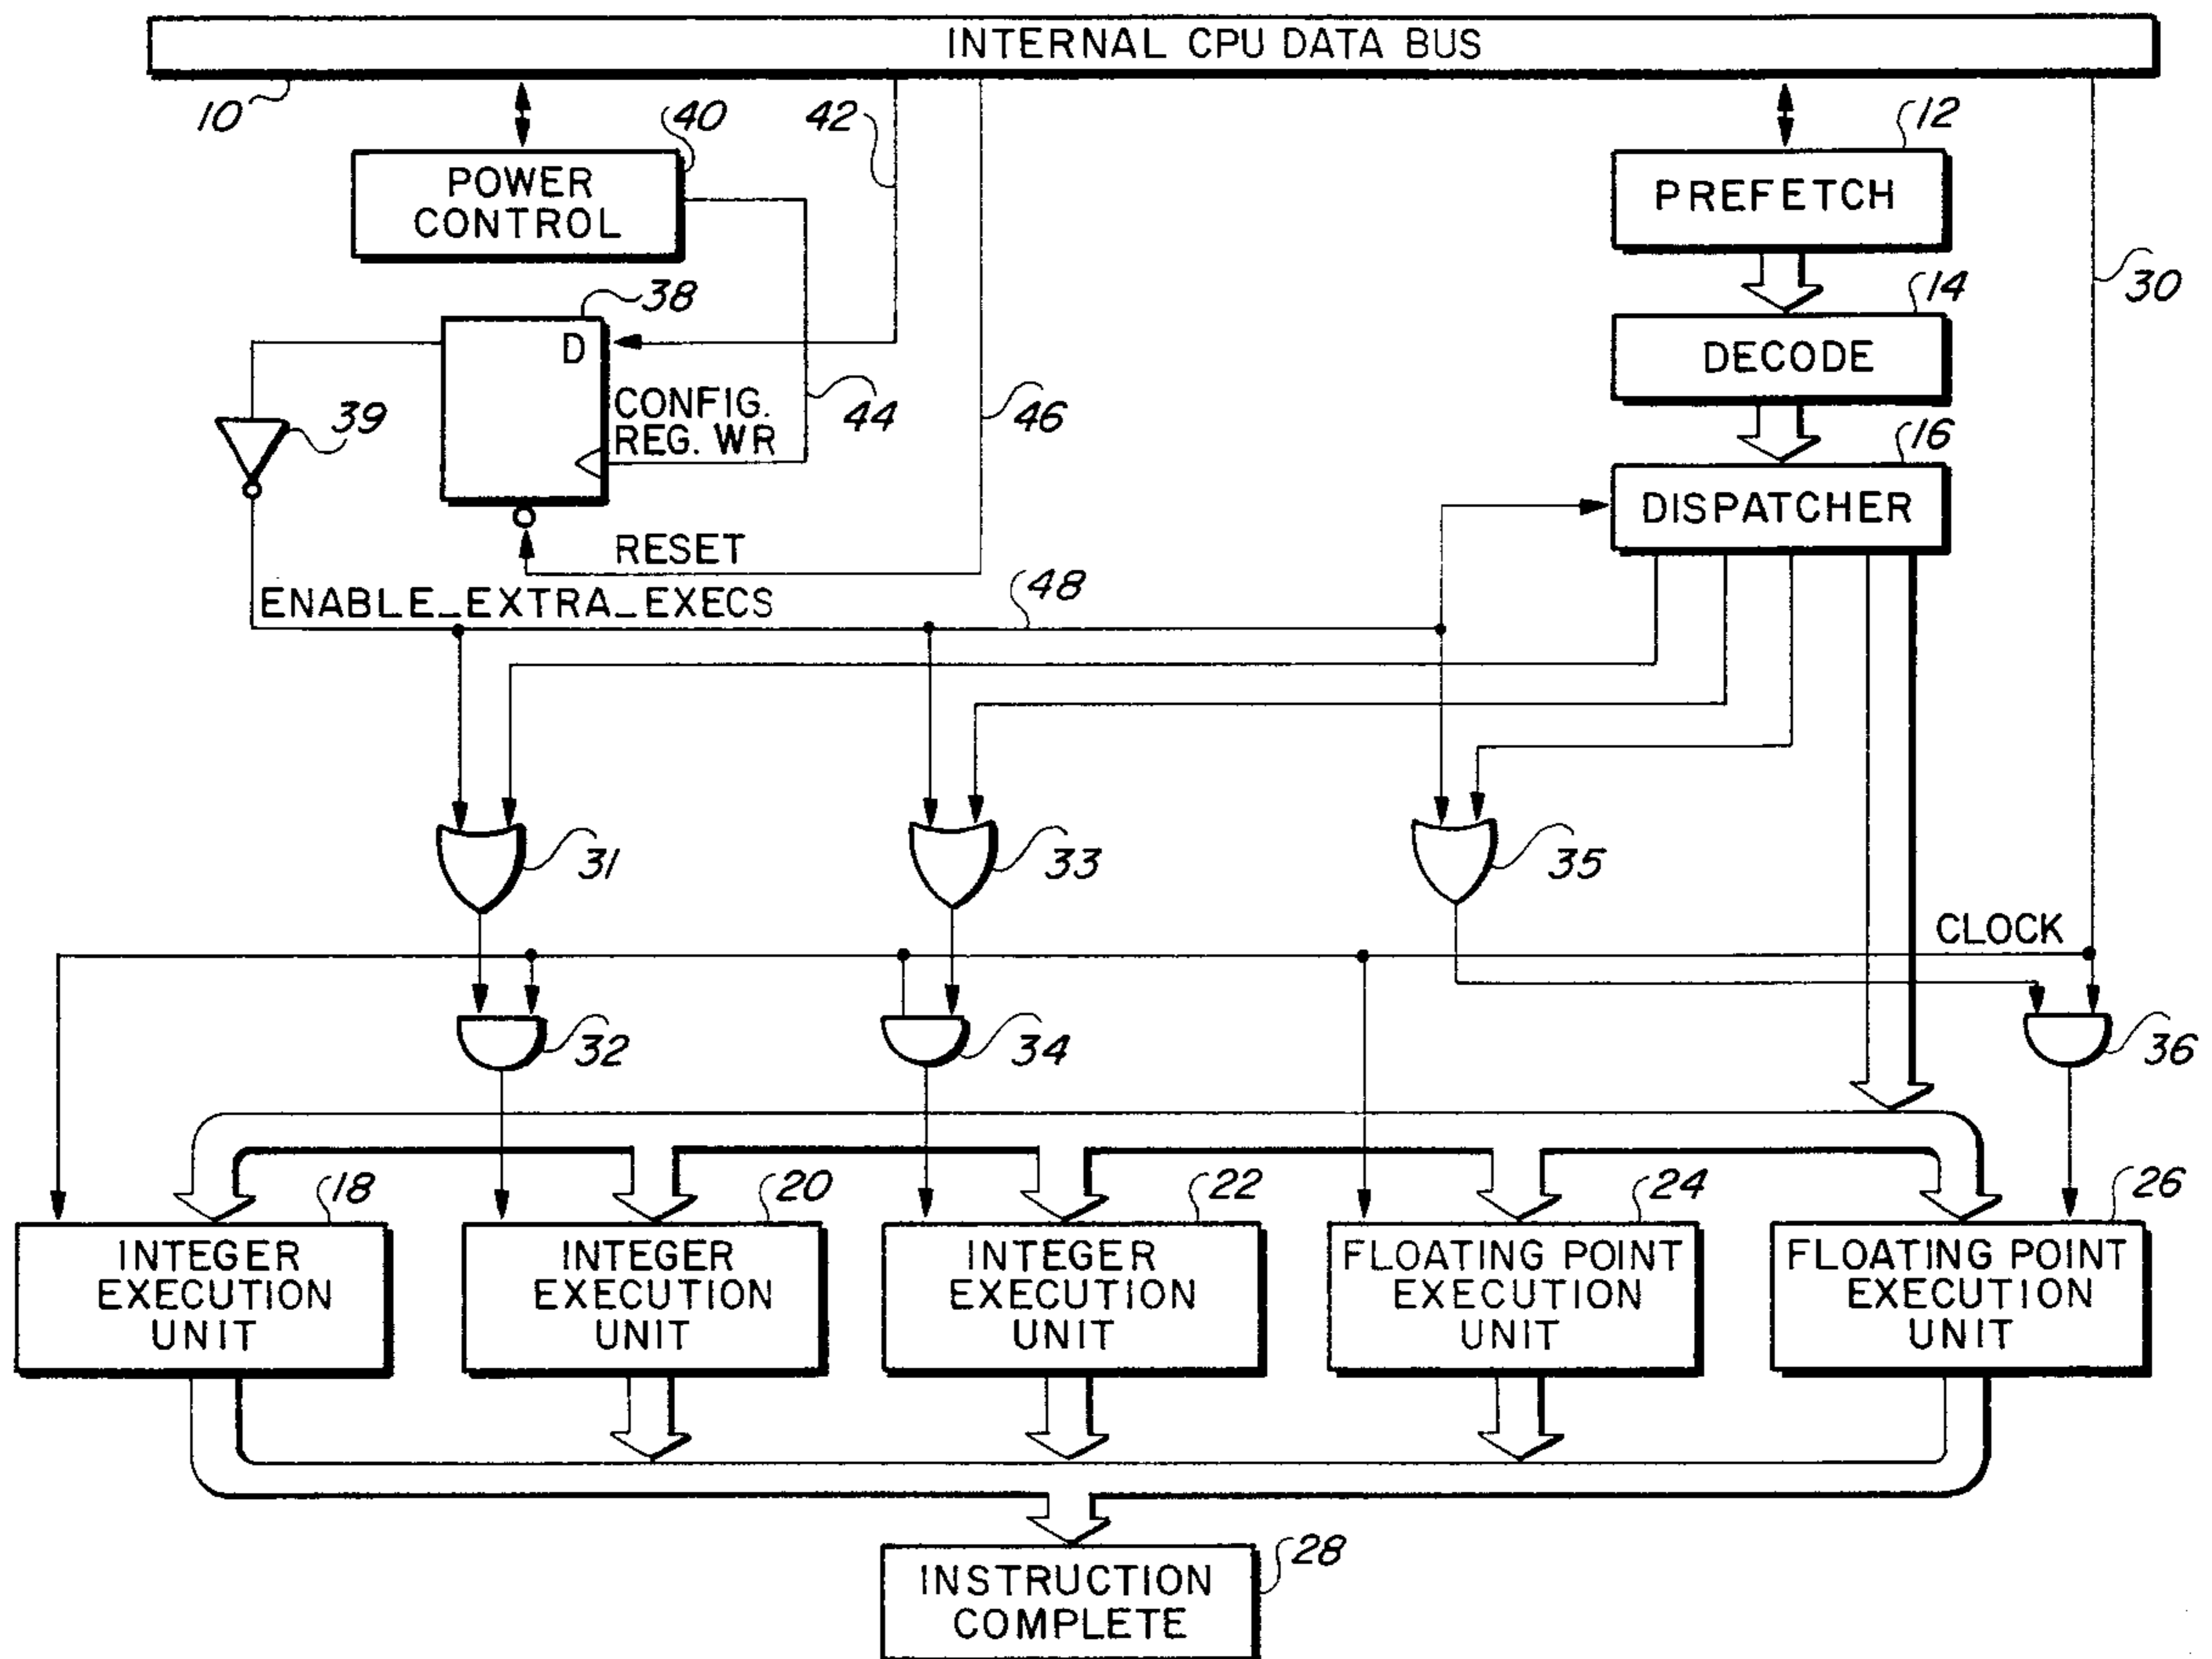 INTERNAL CPU DATA BUS
10
40
42
12
POWER
CONTROL
PREFETCH
30
38
14
D
DECODE
39
CONFIG.
REG. WR
44
46
16
DISPATCHER
RESET
48
ENABLE_EXTRA_EXECS
31
33
35
CLOCK
32
34
36
18
20
22
24
26
INTEGER
EXECUTION
UNIT
INTEGER
EXECUTION
UNIT
INTEGER
EXECUTION
UNIT
FLOATING POINT
EXECUTION
UNIT
FLOATING POINT
EXECUTION
UNIT
28
INSTRUCTION
COMPLETE